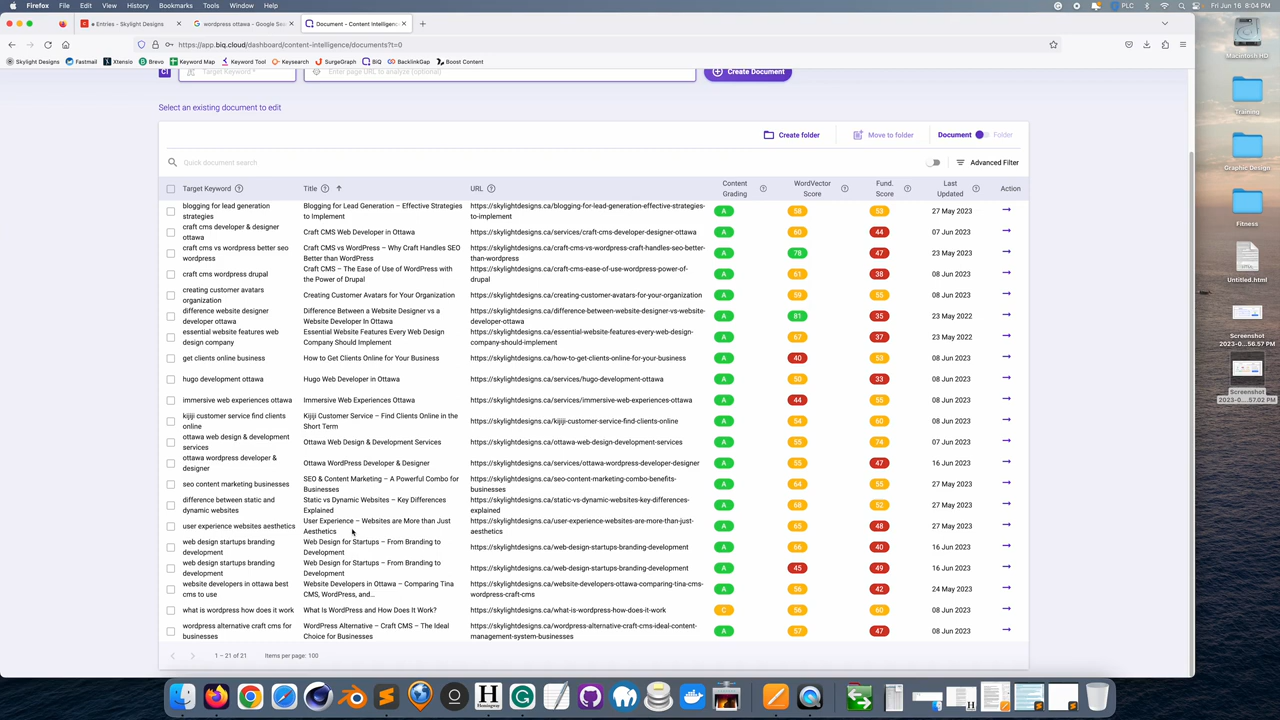 Firefox File Edit View History Bookmarks Tools Window Help PLC Fri Jun 16 8:04 PM
Entries - Skylight Designs wordpress ottawa - Google Se Document - Content Intelligence
https://app.biq.cloud/dashboard/content-intelligence/documents?t=0
Skylight Designs Fastmail Xtensio Brevo Keyword Map Keyword Tool Keysearch SurgeGraph BiQ BacklinkGap Boost Content
CI Target Keyword * Enter page URL to analyze (optional) Create Document
Select an existing document to edit
Create folder Move to folder Document Folder
Quick document search Advanced Filter
Target Keyword Title URL Content Grading WordVector Score Fund. Score Last Updated Action
blogging for lead generation strategies Blogging for Lead Generation – Effective Strategies to Implement https://skylightdesigns.ca/blogging-for-lead-generation-effective-strategies-to-implement A 58 53 27 May 2023
craft cms developer & designer ottawa Craft CMS Web Developer in Ottawa https://skylightdesigns.ca/services/craft-cms-developer-designer-ottawa A 60 44 07 Jun 2023
craft cms vs wordpress better seo wordpress Craft CMS vs WordPress – Why Craft Handles SEO Better than WordPress https://skylightdesigns.ca/craft-cms-vs-wordpress-craft-handles-seo-better-than-wordpress A 78 47 23 May 2023
craft cms wordpress drupal Craft CMS – The Ease of Use of WordPress with the Power of Drupal https://skylightdesigns.ca/craft-cms-ease-of-use-wordpress-power-of-drupal A 61 38 08 Jun 2023
creating customer avatars organization Creating Customer Avatars for Your Organization https://skylightdesigns.ca/creating-customer-avatars-for-your-organization A 59 55 08 Jun 2023
difference website designer developer ottawa Difference Between a Website Designer vs a Website Developer In Ottawa https://skylightdesigns.ca/difference-between-website-designer-vs-website-developer-ottawa A 81 35 23 May 2022
essential website features web design company Essential Website Features Every Web Design Company Should Implement https://skylightdesigns.ca/essential-website-features-every-web-design-company-should-implement A 67 37 23 May 2022
get clients online business How to Get Clients Online for Your Business https://skylightdesigns.ca/how-to-get-clients-online-for-your-business A 40 53 08 Jun 2023
hugo development ottawa Hugo Web Developer in Ottawa https://skylightdesigns.ca/services/hugo-development-ottawa A 50 33 08 Jun 2023
immersive web experiences ottawa Immersive Web Experiences Ottawa https://skylightdesigns.ca/services/immersive-web-experiences-ottawa A 44 55 08 Jun 2023
kijiji customer service find clients online Kijiji Customer Service – Find Clients Online in the Short Term https://skylightdesigns.ca/kijiji-customer-service-find-clients-online A 54 60 08 Jun 2023
ottawa web design & development services Ottawa Web Design & Development Services https://skylightdesigns.ca/ottawa-web-design-development-services A 55 74 07 Jun 2023
ottawa wordpress developer & designer Ottawa WordPress Developer & Designer https://skylightdesigns.ca/services/ottawa-wordpress-developer-designer A 55 47 16 Jun 2023
seo content marketing businesses SEO & Content Marketing – A Powerful Combo for Businesses https://skylightdesigns.ca/seo-content-marketing-combo-benefits-businesses A 64 55 27 May 2023
difference between static and dynamic websites Static vs Dynamic Websites – Key Differences Explained https://skylightdesigns.ca/static-vs-dynamic-websites-key-differences-explained A 68 52 27 May 2023
user experience websites aesthetics User Experience – Websites are More than Just Aesthetics https://skylightdesigns.ca/user-experience-websites-are-more-than-just-aesthetics A 65 48 27 May 2023
web design startups branding development Web Design for Startups – From Branding to Development https://skylightdesigns.ca/web-design-startups-branding-development A 66 40 16 Jun 2023
web design startups branding development Web Design for Startups – From Branding to Development https://skylightdesigns.ca/web-design-startups-branding-development A 45 49 16 Jun 2023
website developers in ottawa best cms to use Website Developers in Ottawa – Comparing Tina CMS, WordPress, and... https://skylightdesigns.ca/website-developers-ottawa-comparing-tina-cms-wordpress-craft-cms A 56 42 24 May 2023
what is wordpress how does it work What Is WordPress and How Does It Work? https://skylightdesigns.ca/what-is-wordpress-how-does-it-work C 56 60 08 Jun 2023
wordpress alternative craft cms for businesses WordPress Alternative – Craft CMS – The Ideal Choice for Businesses https://skylightdesigns.ca/wordpress-alternative-craft-cms-ideal-content-management-system-businesses A 57 47 08 Jun 2023
1 – 21 of 21 Items per page: 100
Macintosh HD
Training
Graphic Design
Fitness
Untitled.html
Screenshot
2023-0....56.57 PM
Screenshot
2023-0....57.02 PM